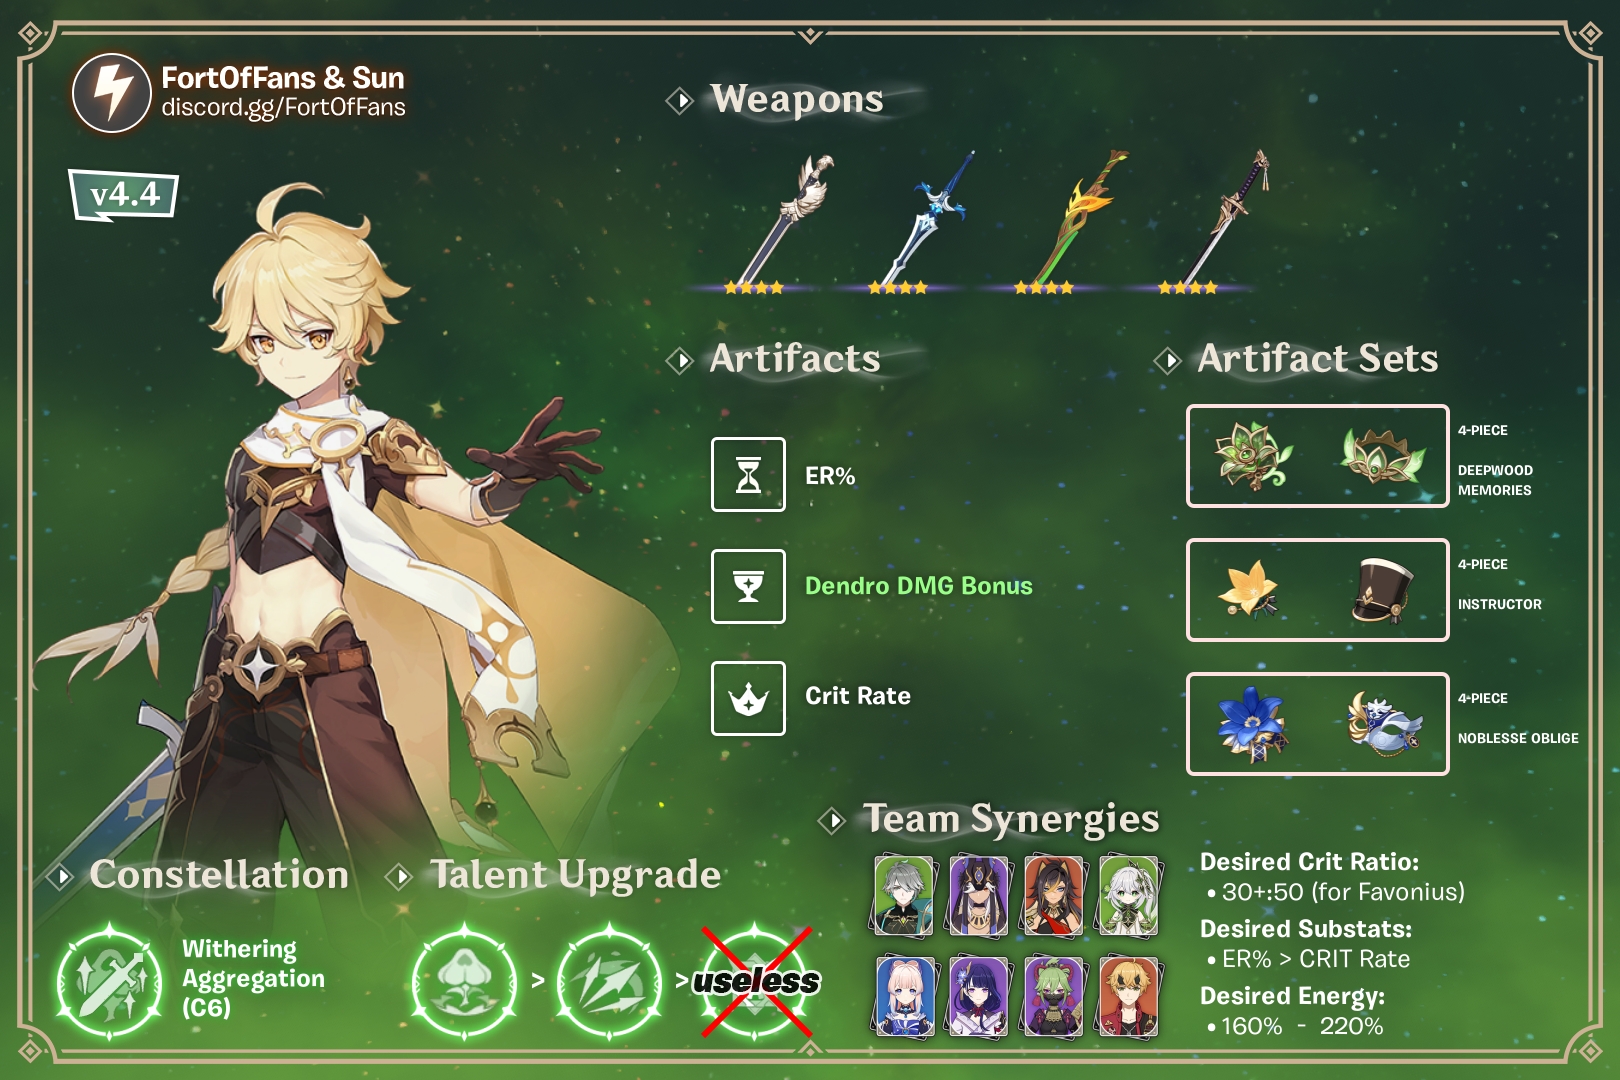 FortOfFans & Sun
discord.gg/FortOfFans
v4.4
Weapons
Artifacts
ER%
Dendro DMG Bonus
Crit Rate
Artifact Sets
4-PIECE
DEEPWOOD
MEMORIES
4-PIECE
INSTRUCTOR
4-PIECE
NOBLESSE OBLIGE
Constellation
Withering
Aggregation
(C6)
Talent Upgrade
> > useless
Team Synergies
Desired Crit Ratio:
• 30+:50 (for Favonius)
Desired Substats:
• ER% > CRIT Rate
Desired Energy:
• 160% - 220%